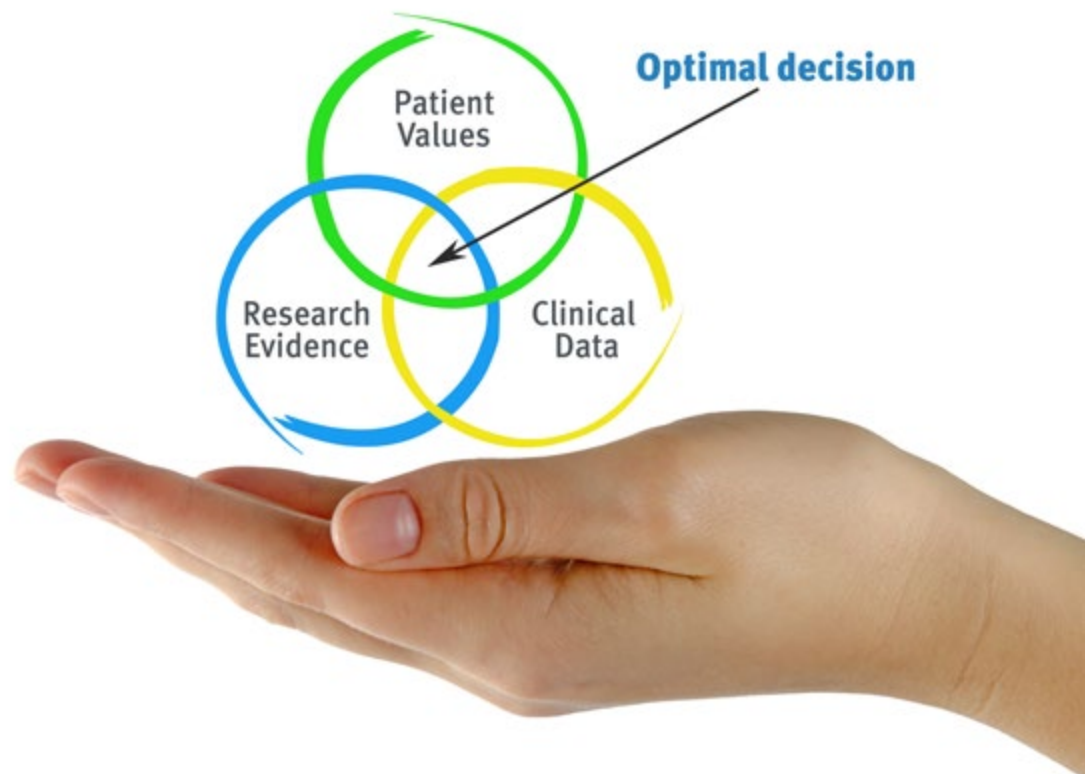 Optimal decision
Patient
Values
Research
Evidence
Clinical
Data